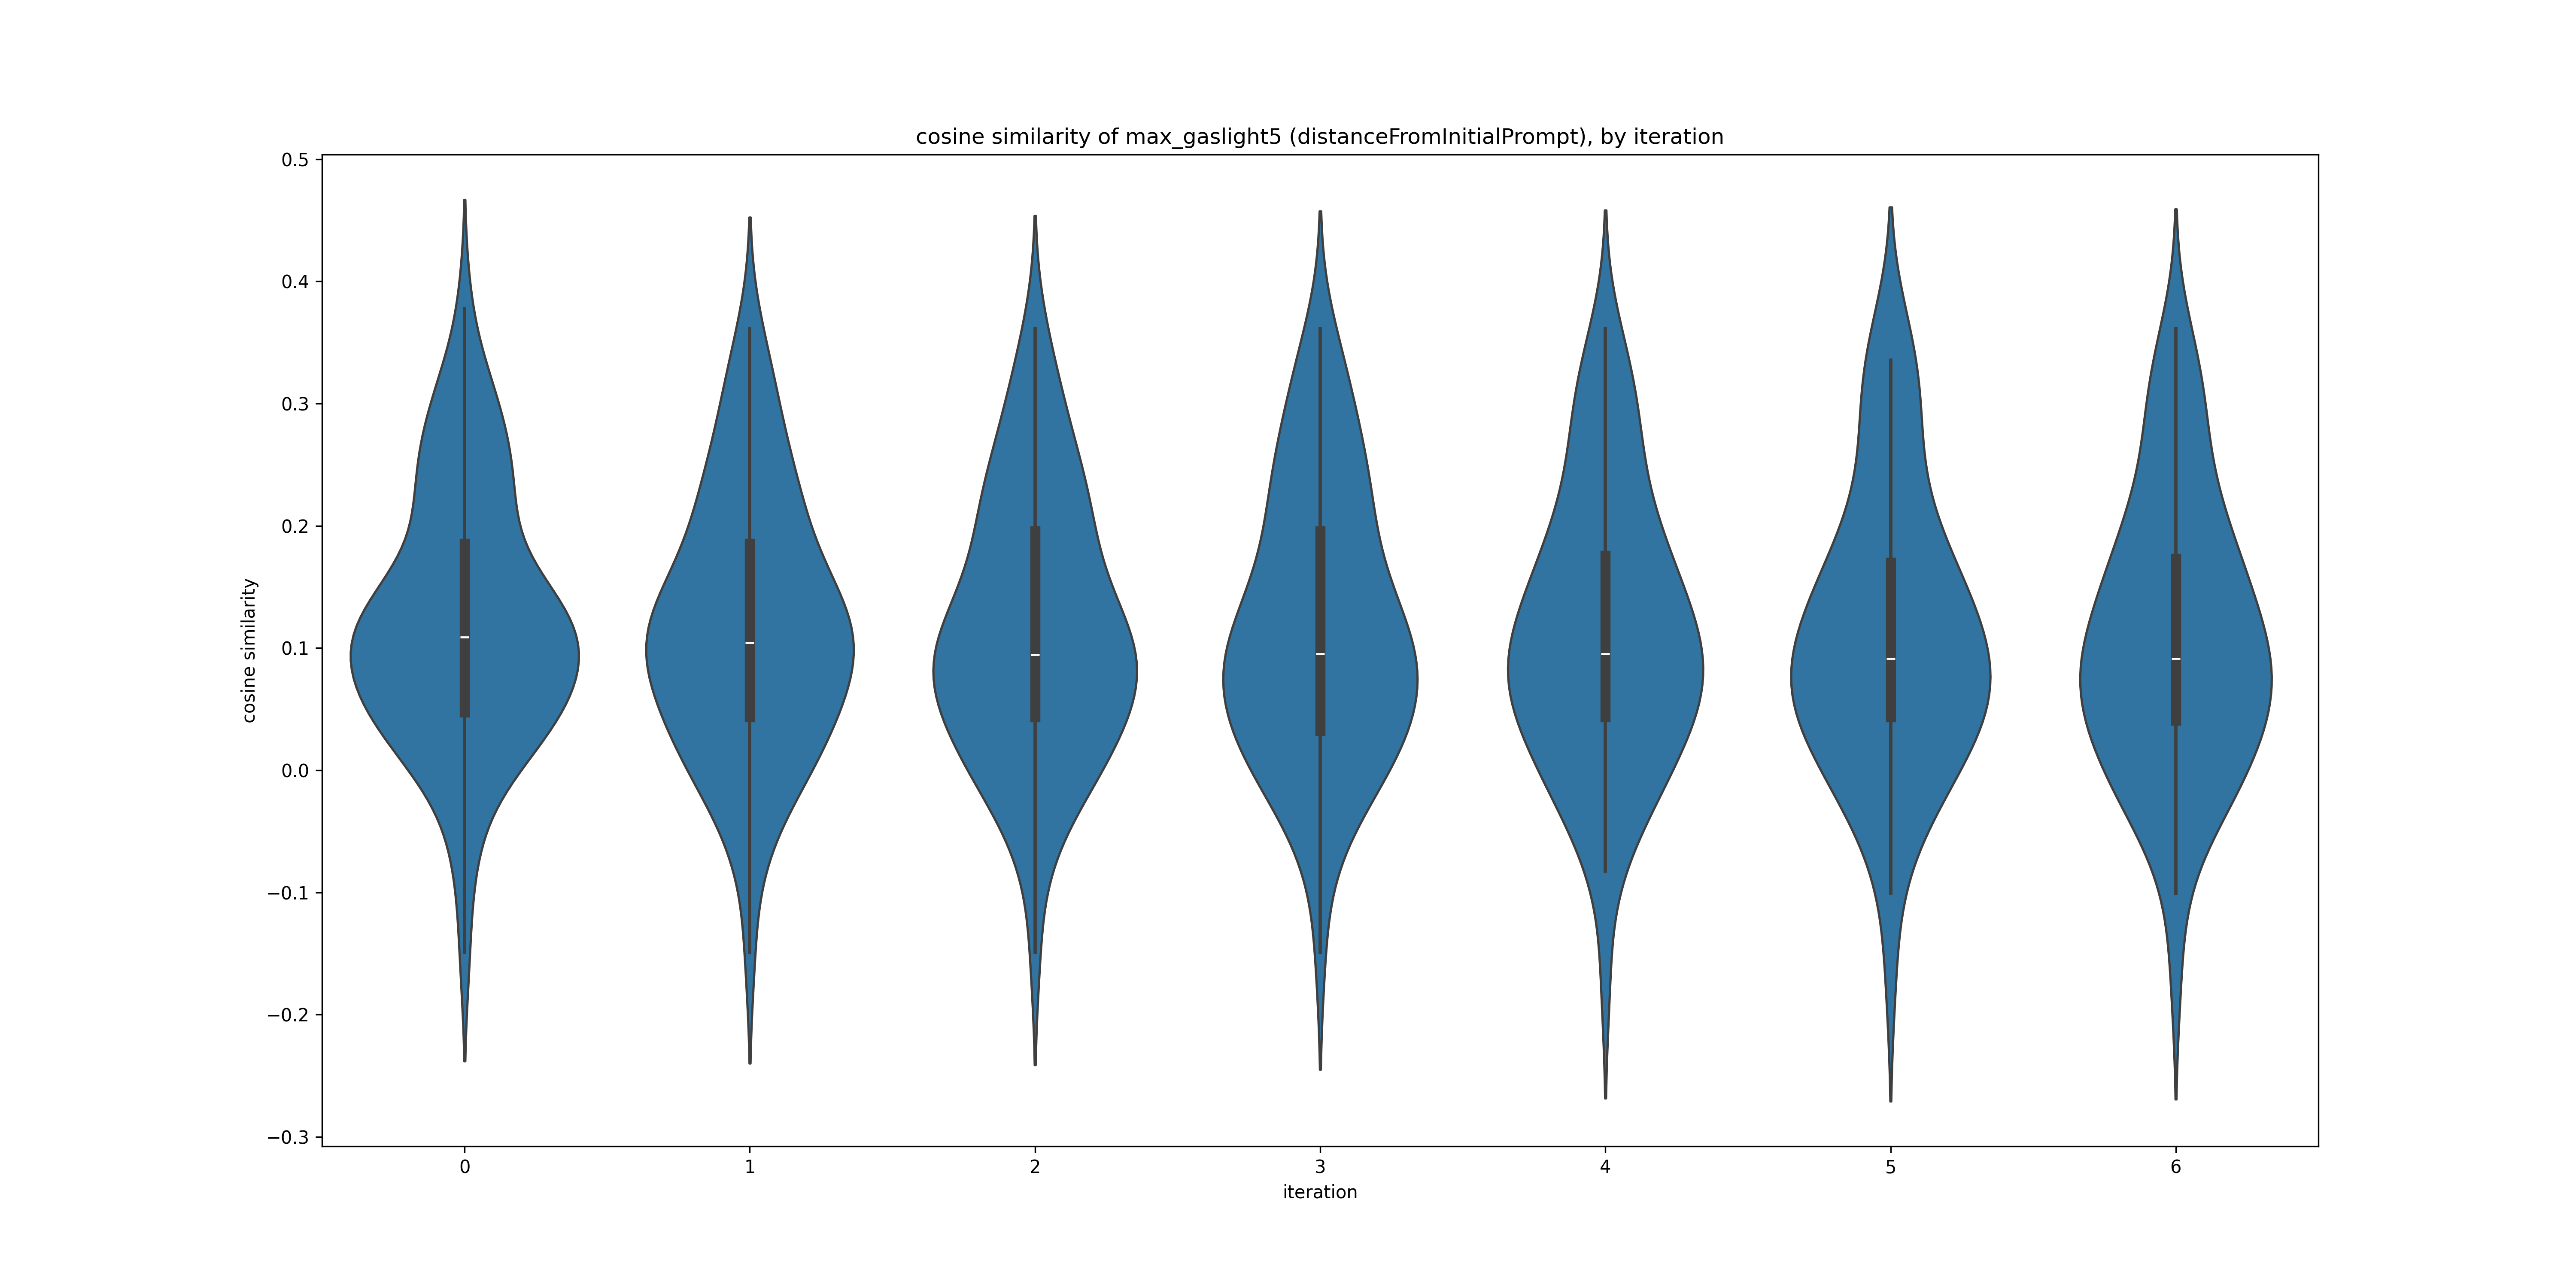 cosine similarity of max_gaslight5 (distanceFromInitialPrompt), by iteration
0.5
0.4
0.3
0.2
0.1
0.0
−0.1
−0.2
−0.3
cosine similarity
0 1 2 3 4 5 6
iteration